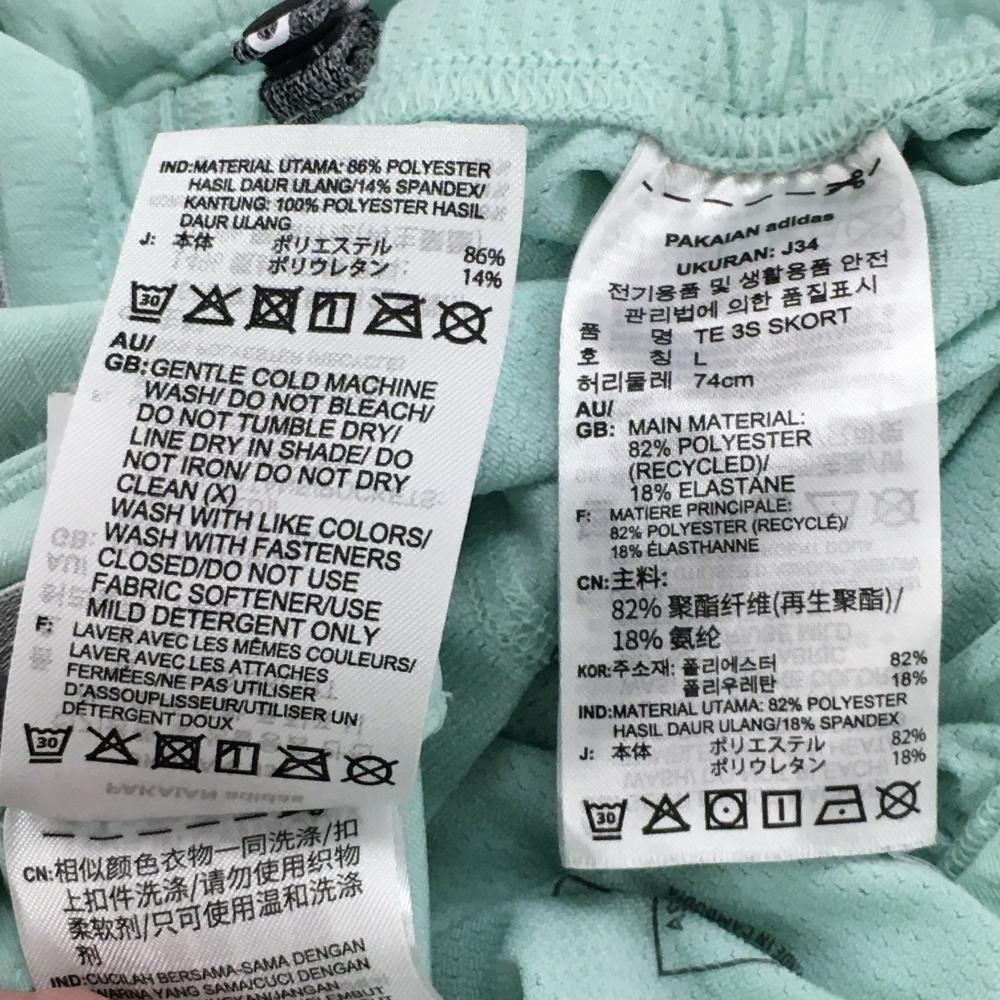 IND:MATERIAL UTAMA: 86% POLYESTER
HASIL DAUR ULANG/14% SPANDEX/
KANTUNG: 100% POLYESTER HASIL
DAUR ULANG
J: 本体 ポリエステル 86%
ポリウレタン 14%
30
AU/
GB:GENTLE COLD MACHINE
WASH/ DO NOT BLEACH/
DO NOT TUMBLE DRY/
LINE DRY IN SHADE/ DO
NOT IRON/ DO NOT DRY
CLEAN (X)
WASH WITH LIKE COLORS/
WASH WITH FASTENERS
CLOSED/DO NOT USE
FABRIC SOFTENER/USE
MILD DETERGENT ONLY
F: LAVER AVEC LES MÊMES COULEURS/
LAVER AVEC LES ATTACHES
FERMÉES/NE PAS UTILISER
D'ASSOUPLISSEUR/UTILISER UN
DÉTERGENT DOUX
30
CN:相似颜色衣物一同洗涤/扣
上扣件洗涤/请勿使用织物
柔软剂/只可使用温和洗涤
剂
IND:CUCILAH BERSAMA-SAMA DENGAN
WARNA YANG SAMA/CUCI DENGAN
PAKAIAN adidas
UKURAN: J34
전기용품 및 생활용품 안전
관리법에 의한 품질표시
품 명 TE 3S SKORT
호 칭 L
허리둘레 74cm
AU/
GB: MAIN MATERIAL:
82% POLYESTER
(RECYCLED)/
18% ELASTANE
F: MATIERE PRINCIPALE:
82% POLYESTER (RECYCLÉ)/
18% ÉLASTHANNE
CN:主料:
82% 聚酯纤维(再生聚酯)/
18% 氨纶
KOR:주소재: 폴리에스터 82%
폴리우레탄 18%
IND:MATERIAL UTAMA: 82% POLYESTER
HASIL DAUR ULANG/18% SPANDEX
J: 本体 ポリエステル 82%
ポリウレタン 18%
30